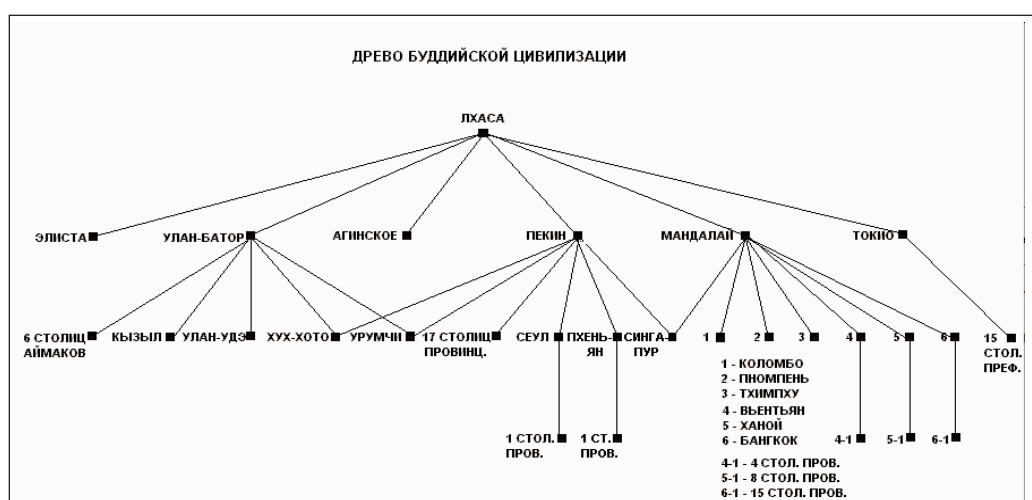 ДРЕВО БУДДИЙСКОЙ ЦИВИЛИЗАЦИИ
ЛХАСА
ЭЛИСТА
УЛАН-БАТОР
АГИНСКОЕ
ПЕКИН
МАНДАЛАЙ
ТОКИО
6 СТОЛИЦ
АЙМАКОВ
КЫЗЫЛ
УЛАН-УДЭ
ХУХ-ХОТО
УРУМЧИ
17 СТОЛИЦ
ПРОВИНЦ.
СЕУЛ
ПХЕНЬ-
ЯН
СИНГА-
ПУР
1
2
3
4
5
6
15
СТОЛ.
ПРЕФ.
1 - КОЛОМБО
2 - ПНОМПЕНЬ
3 - ТХИМПХУ
4 - ВЬЕНТЬЯН
5 - ХАНОЙ
6 - БАНГКОК
1 СТОЛ.
ПРОВ.
1 СТ.
ПРОВ.
4-1
5-1
6-1
4-1 - 4 СТОЛ. ПРОВ.
5-1 - 8 СТОЛ. ПРОВ.
6-1 - 15 СТОЛ. ПРОВ.